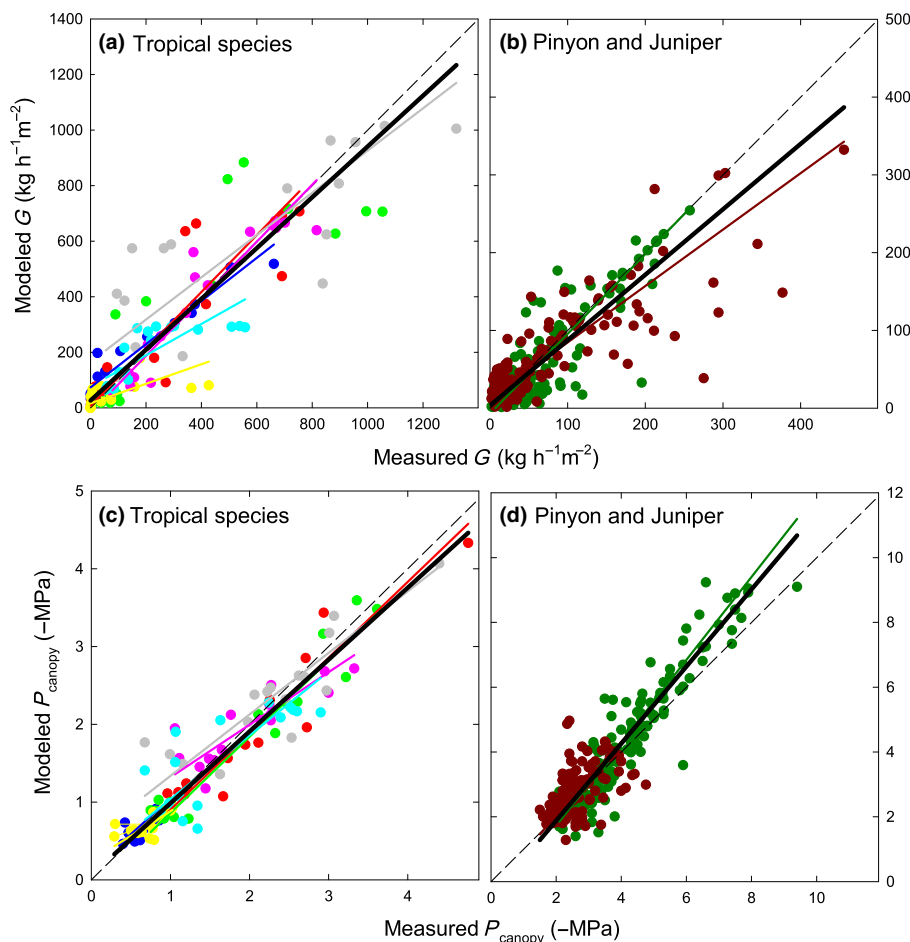 1400
1200
1000
800
600
400
200
0
0 200 400 600 800 1000 1200
(a) Tropical species
Modeled G (kg h⁻¹m⁻²)
(b) Pinyon and Juniper
500
400
300
200
100
0
0 100 200 300 400
Measured G (kg h⁻¹m⁻²)
5
4
3
2
1
0
0 1 2 3 4
(c) Tropical species
Modeled P_canopy (–MPa)
(d) Pinyon and Juniper
12
10
8
6
4
2
0
0 2 4 6 8 10
Measured P_canopy (–MPa)